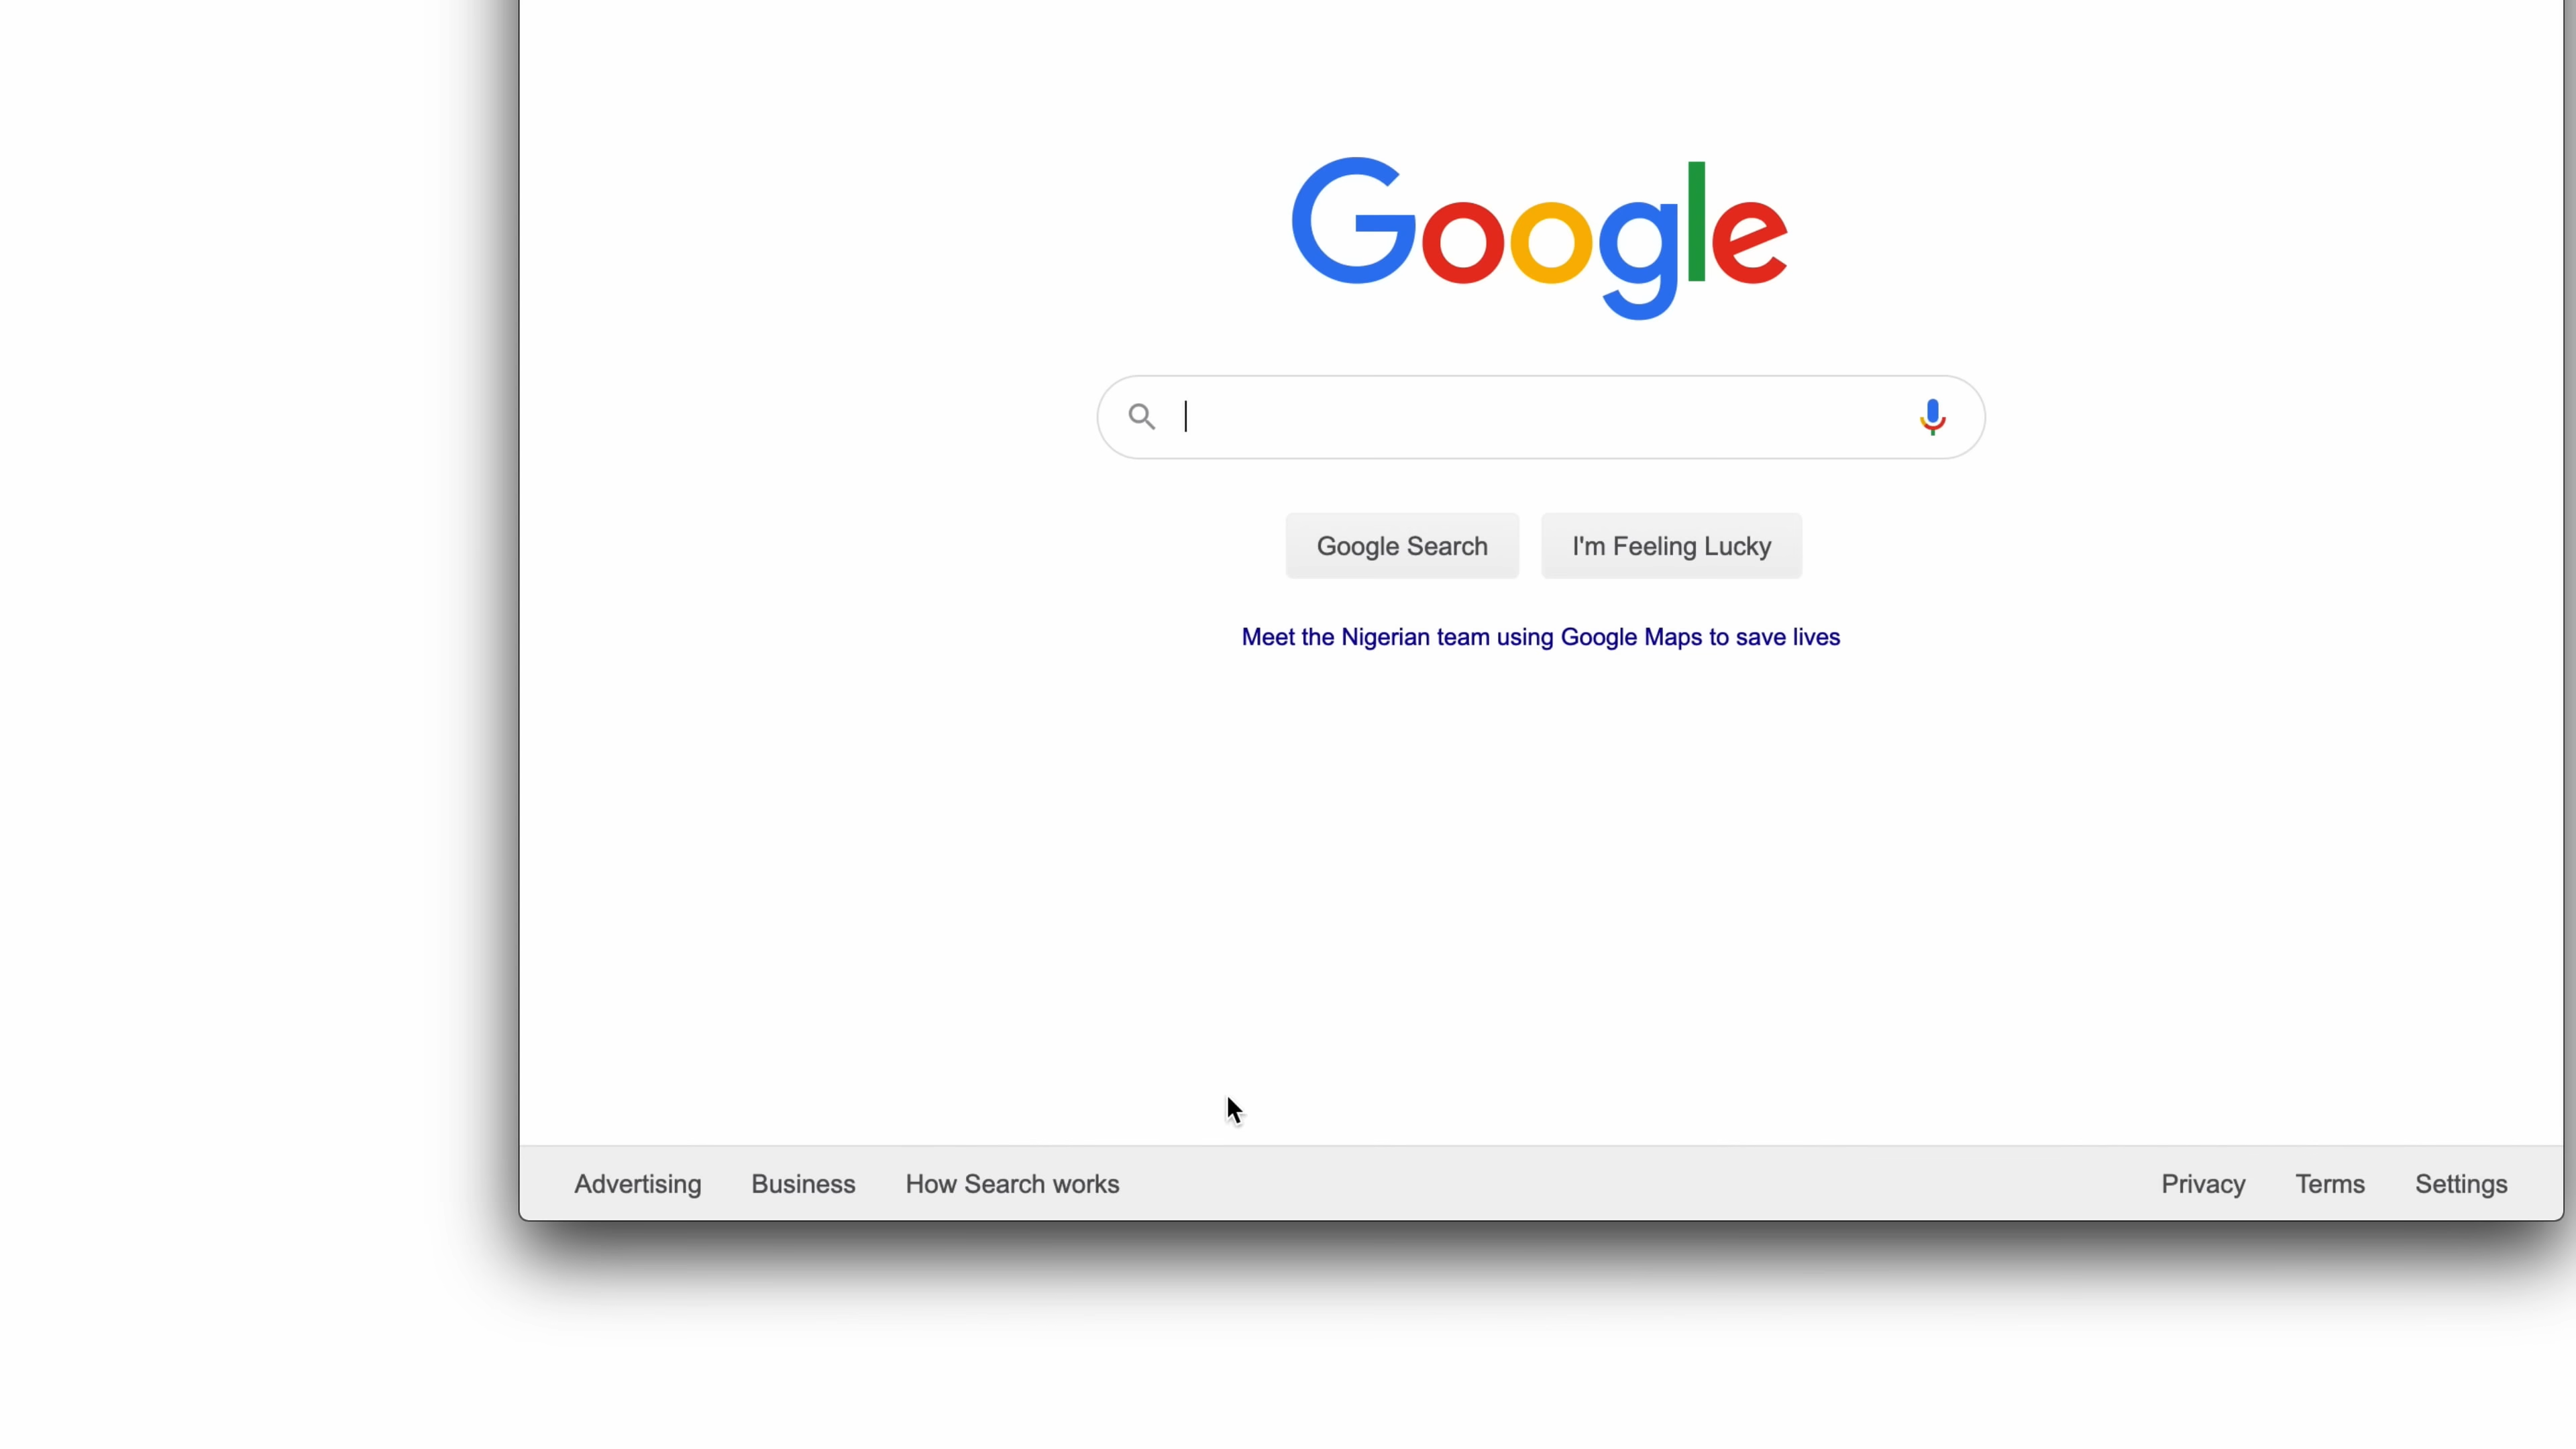 Google
Google Search
I'm Feeling Lucky
Meet the Nigerian team using Google Maps to save lives
Advertising
Business
How Search works
Privacy
Terms
Settings